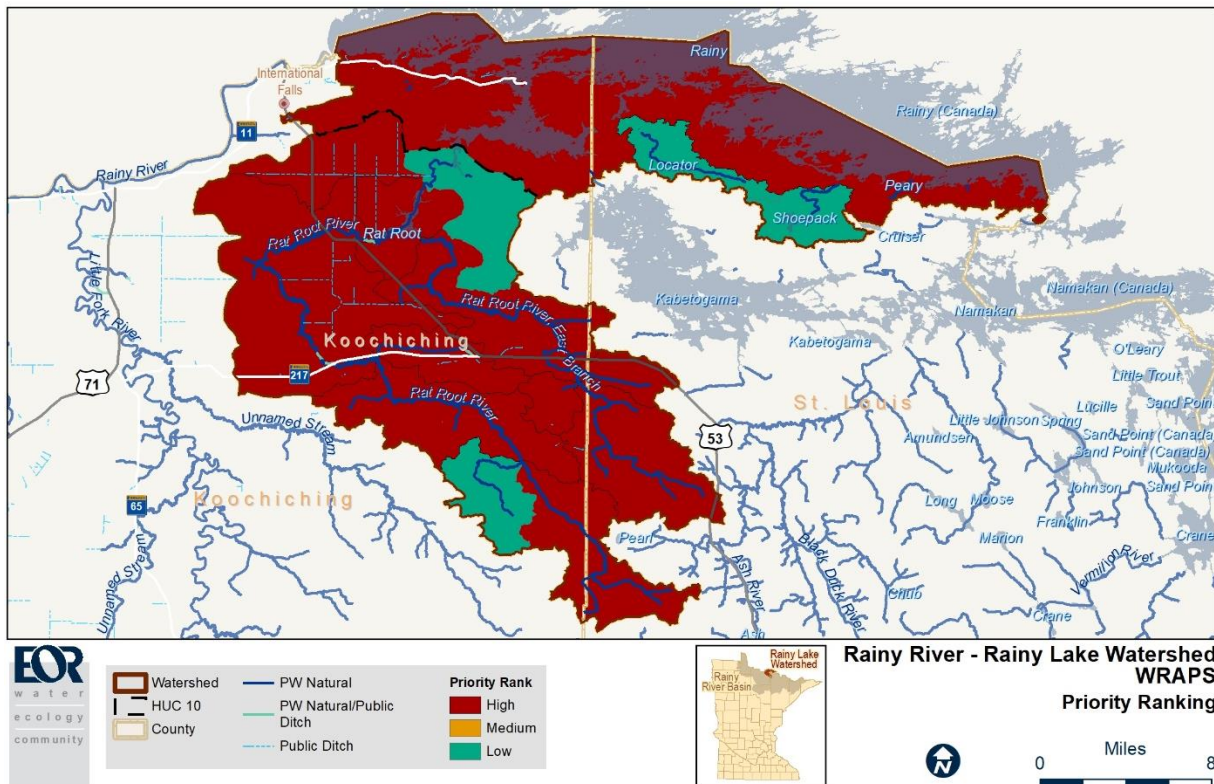 Rainy
International
Falls
Rainy (Canada)
11
Rainy River
Locator
Peary
Shoepack
Cruiser
Rat Root River
Rat Root
Little Fork River
Kabetogama
Namakan (Canada)
Namakan
Rat Root River, East Branch
Koochiching
Kabetogama
O'Leary
Little Trout
217
71
Rat Root River
St. Louis
Lucille
Sand Point
Unnamed Stream
53
Little Johnson
Spring
Amundsen
Sand Point (Canada)
Sand Point (Canada)
Mukooda
Koochiching
65
Johnson
Sand Point
Long
Moose
Franklin
Pearl
Marion
Crane
Unnamed Stream
Ash River
Black Duck River
Vermilion River
Chub
Crane
Ash
EOR
water
ecology
community
Watershed
HUC 10
County
PW Natural
PW Natural/Public
Ditch
Public Ditch
Priority Rank
High
Medium
Low
Rainy Lake
Watershed
Rainy
River Basin
Rainy River - Rainy Lake Watershed
WRAPS
Priority Ranking
N
Miles
0 8